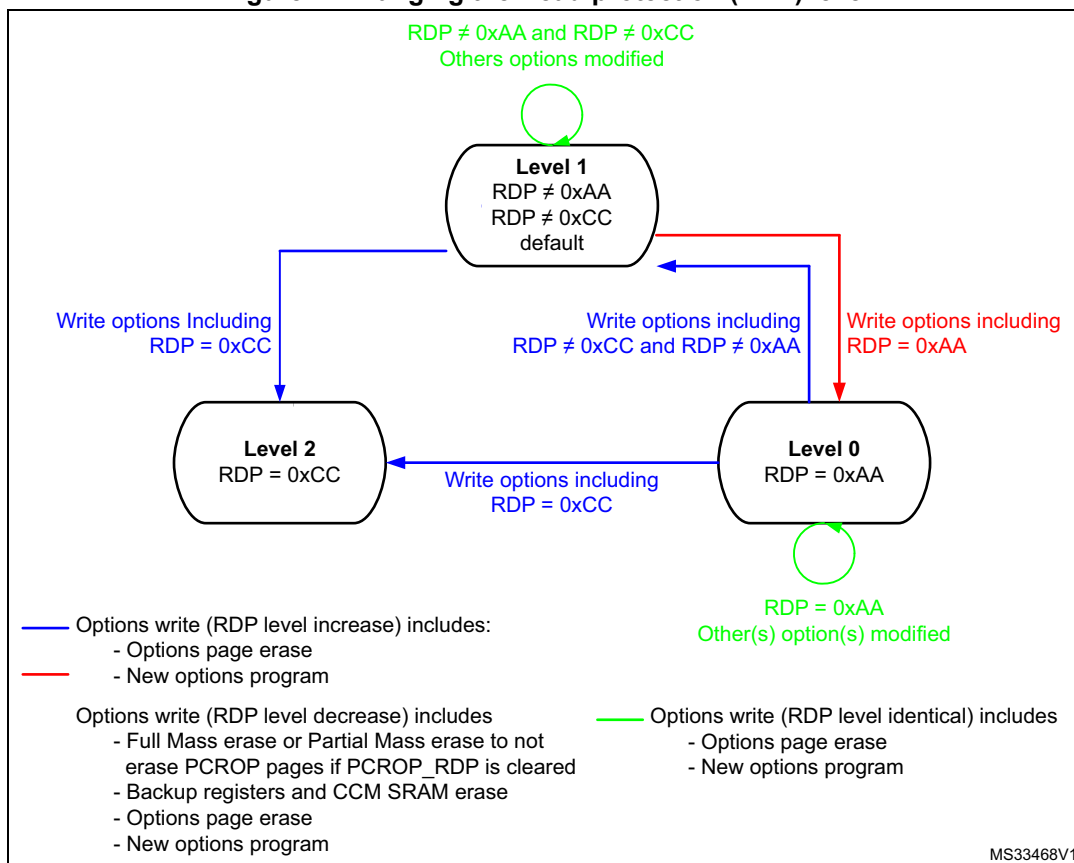 RDP ≠ 0xAA and RDP ≠ 0xCC
Others options modified
Level 1
RDP ≠ 0xAA
RDP ≠ 0xCC
default
Write options Including
RDP = 0xCC
Write options including
RDP ≠ 0xCC and RDP ≠ 0xAA
Write options including
RDP = 0xAA
Level 2
RDP = 0xCC
Write options including
RDP = 0xCC
Level 0
RDP = 0xAA
RDP = 0xAA
Other(s) option(s) modified
Options write (RDP level increase) includes:
- Options page erase
- New options program
Options write (RDP level decrease) includes
- Full Mass erase or Partial Mass erase to not
erase PCROP pages if PCROP_RDP is cleared
- Backup registers and CCM SRAM erase
- Options page erase
- New options program
Options write (RDP level identical) includes
- Options page erase
- New options program
MS33468V1